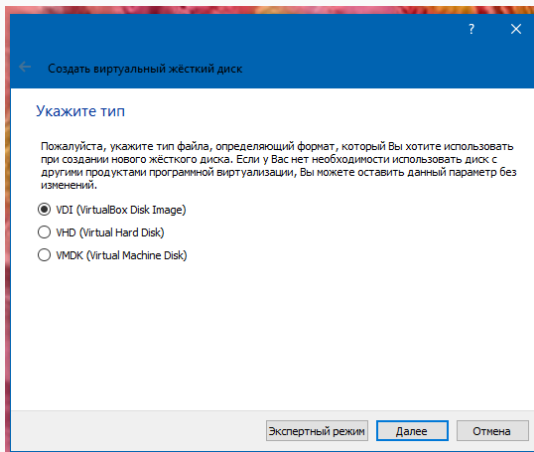 ?
Создать виртуальный жёсткий диск
Укажите тип
Пожалуйста, укажите тип файла, определяющий формат, который Вы хотите использовать
при создании нового жёсткого диска. Если у Вас нет необходимости использовать диск с
другими продуктами программной виртуализации, Вы можете оставить данный параметр без
изменений.
VDI (VirtualBox Disk Image)
VHD (Virtual Hard Disk)
VMDK (Virtual Machine Disk)
Экспертный режим Далее Отмена